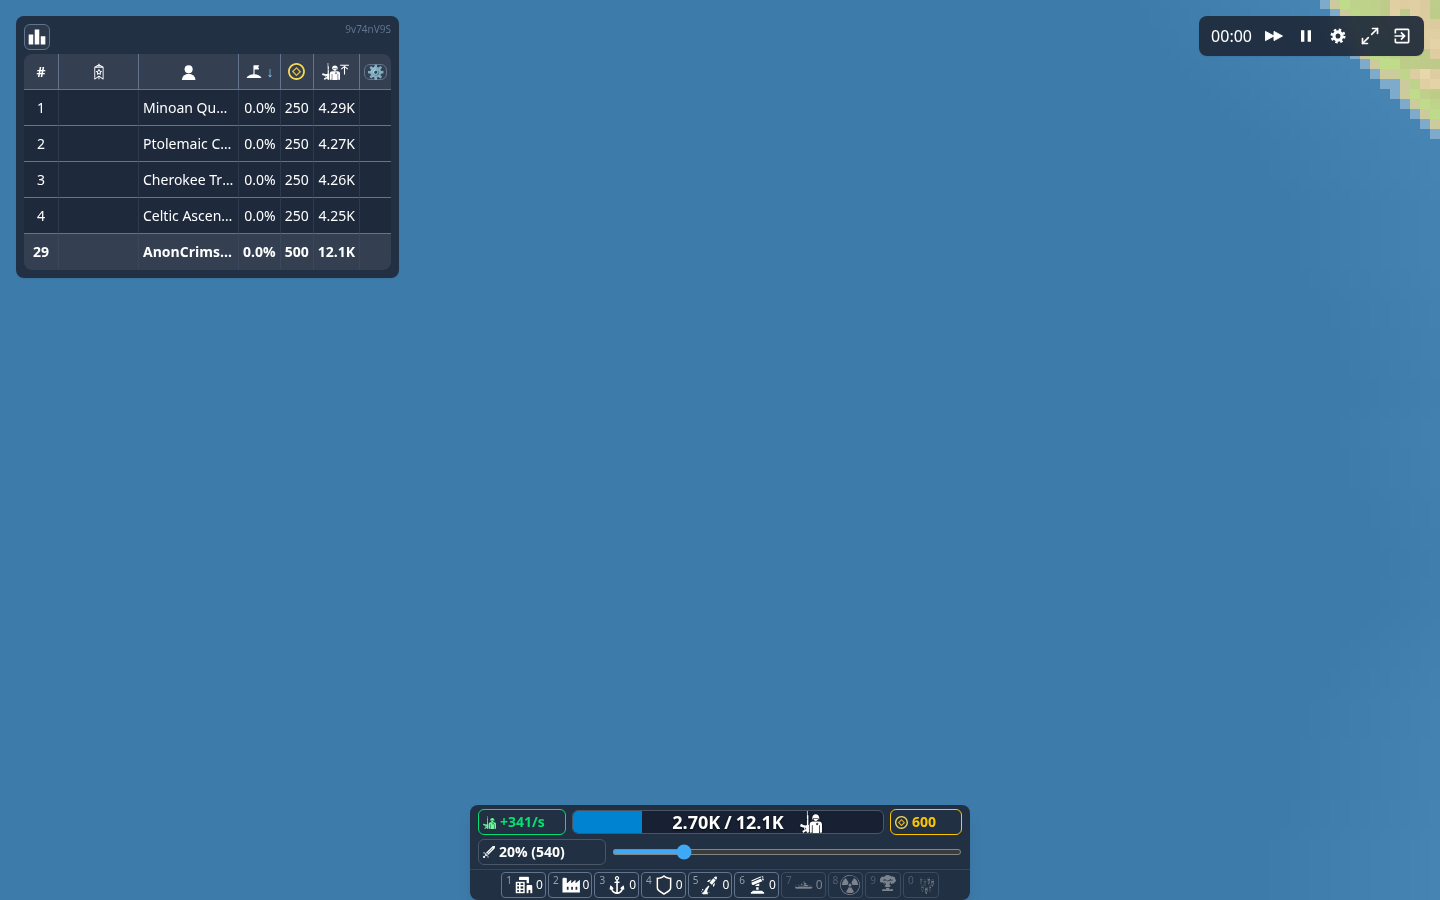 9v74nV9S
00:00
# ↓
1 Minoan Qu... 0.0% 250 4.29K
2 Ptolemaic C... 0.0% 250 4.27K
3 Cherokee Tr... 0.0% 250 4.26K
4 Celtic Ascen... 0.0% 250 4.25K
29 AnonCrims... 0.0% 500 12.1K
+341/s 2.70K / 12.1K 600
20% (540)
1 0 2 0 3 0 4 0 5 0 6 0 7 0 8 9 0